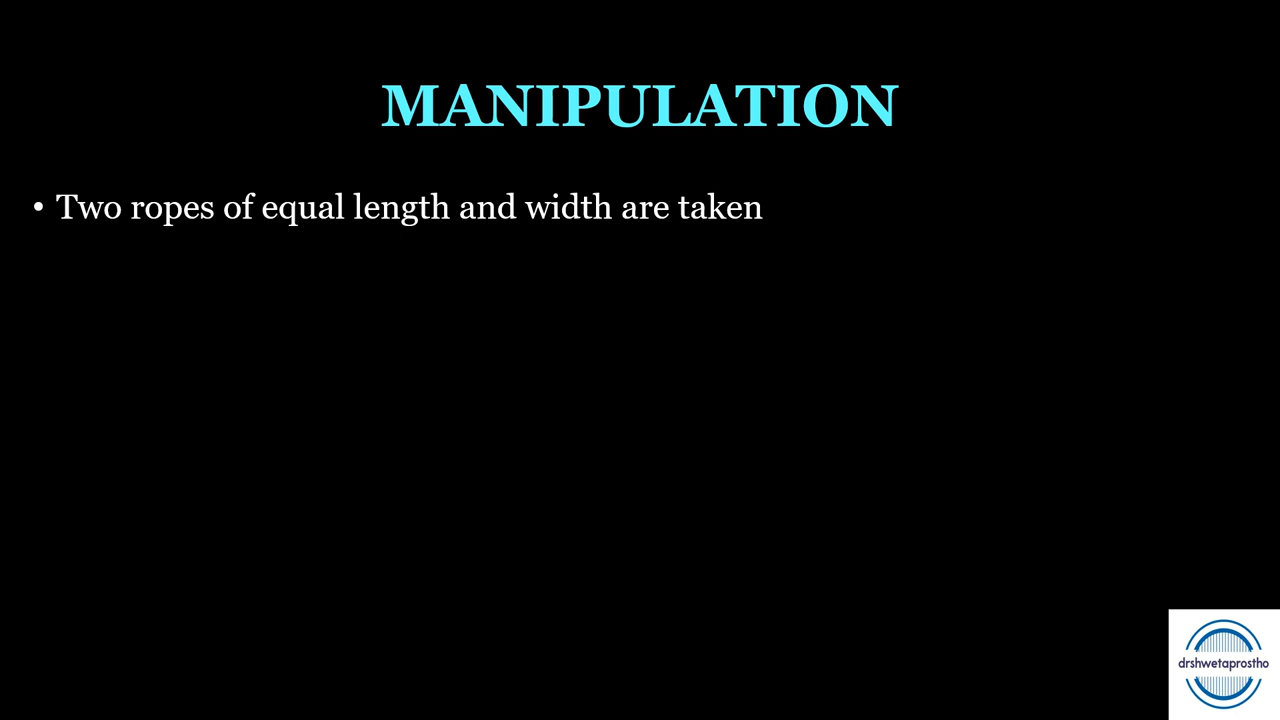 MANIPULATION
• Two ropes of equal length and width are taken
drshwetaprostho